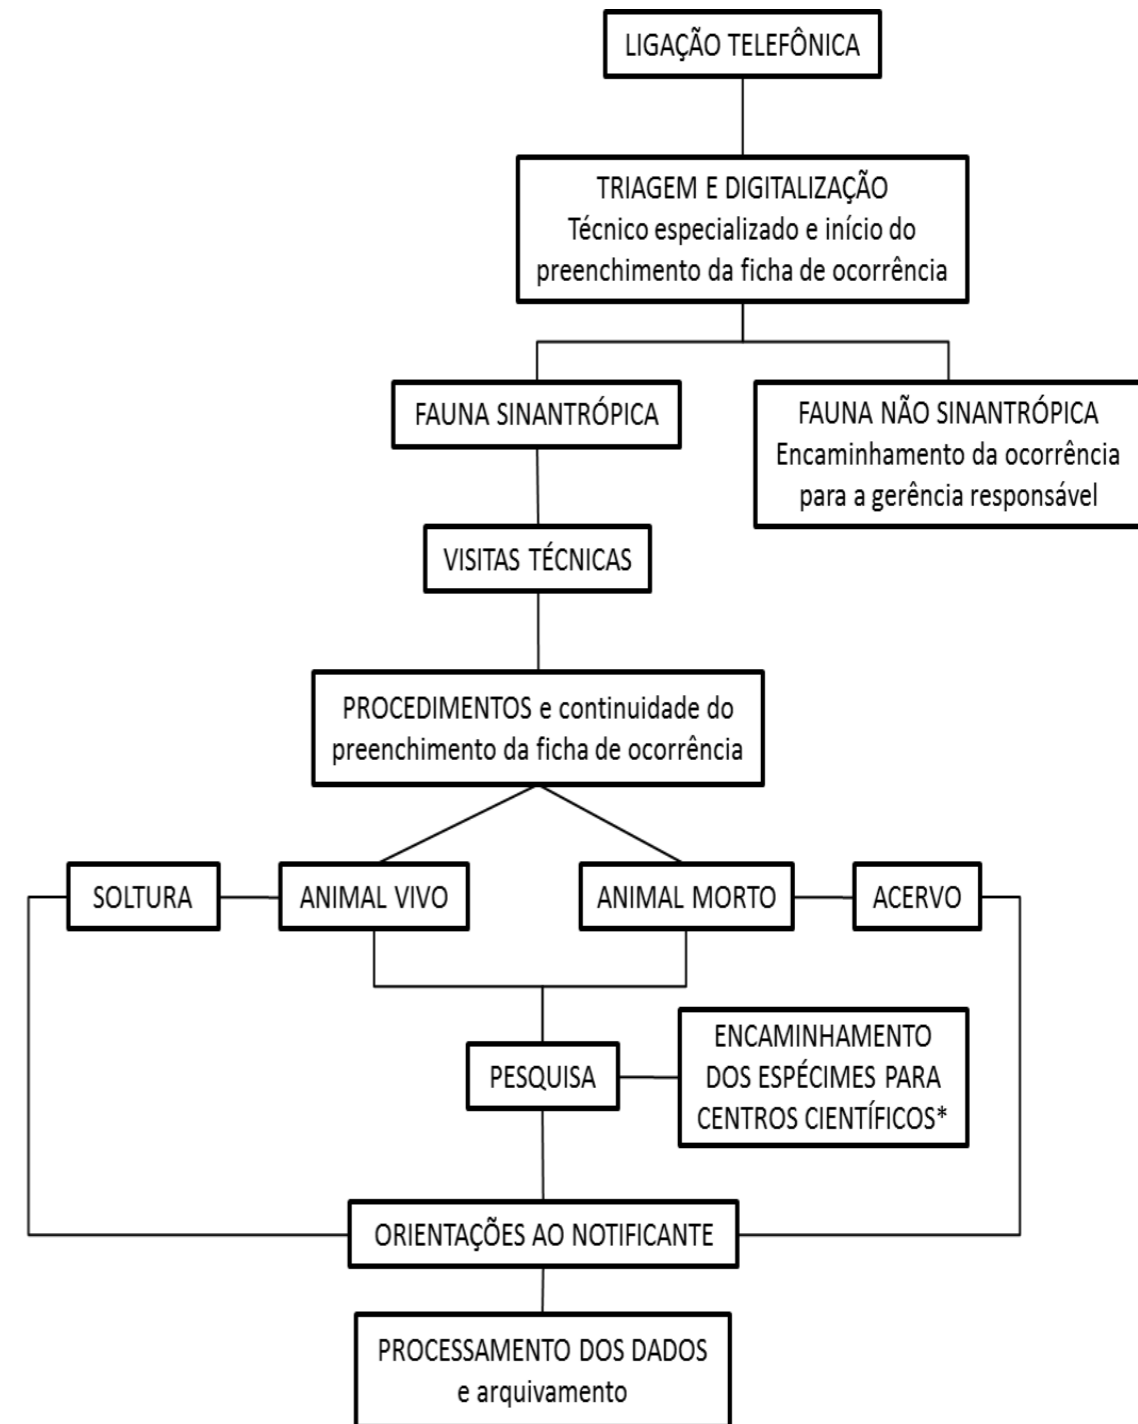 LIGAÇÃO TELEFÔNICA
TRIAGEM E DIGITALIZAÇÃO
Técnico especializado e início do
preenchimento da ficha de ocorrência
FAUNA SINANTRÓPICA
FAUNA NÃO SINANTRÓPICA
Encaminhamento da ocorrência
para a gerência responsável
VISITAS TÉCNICAS
PROCEDIMENTOS e continuidade do
preenchimento da ficha de ocorrência
SOLTURA
ANIMAL VIVO
ANIMAL MORTO
ACERVO
PESQUISA
ENCAMINHAMENTO
DOS ESPÉCIMES PARA
CENTROS CIENTÍFICOS*
ORIENTAÇÕES AO NOTIFICANTE
PROCESSAMENTO DOS DADOS
e arquivamento